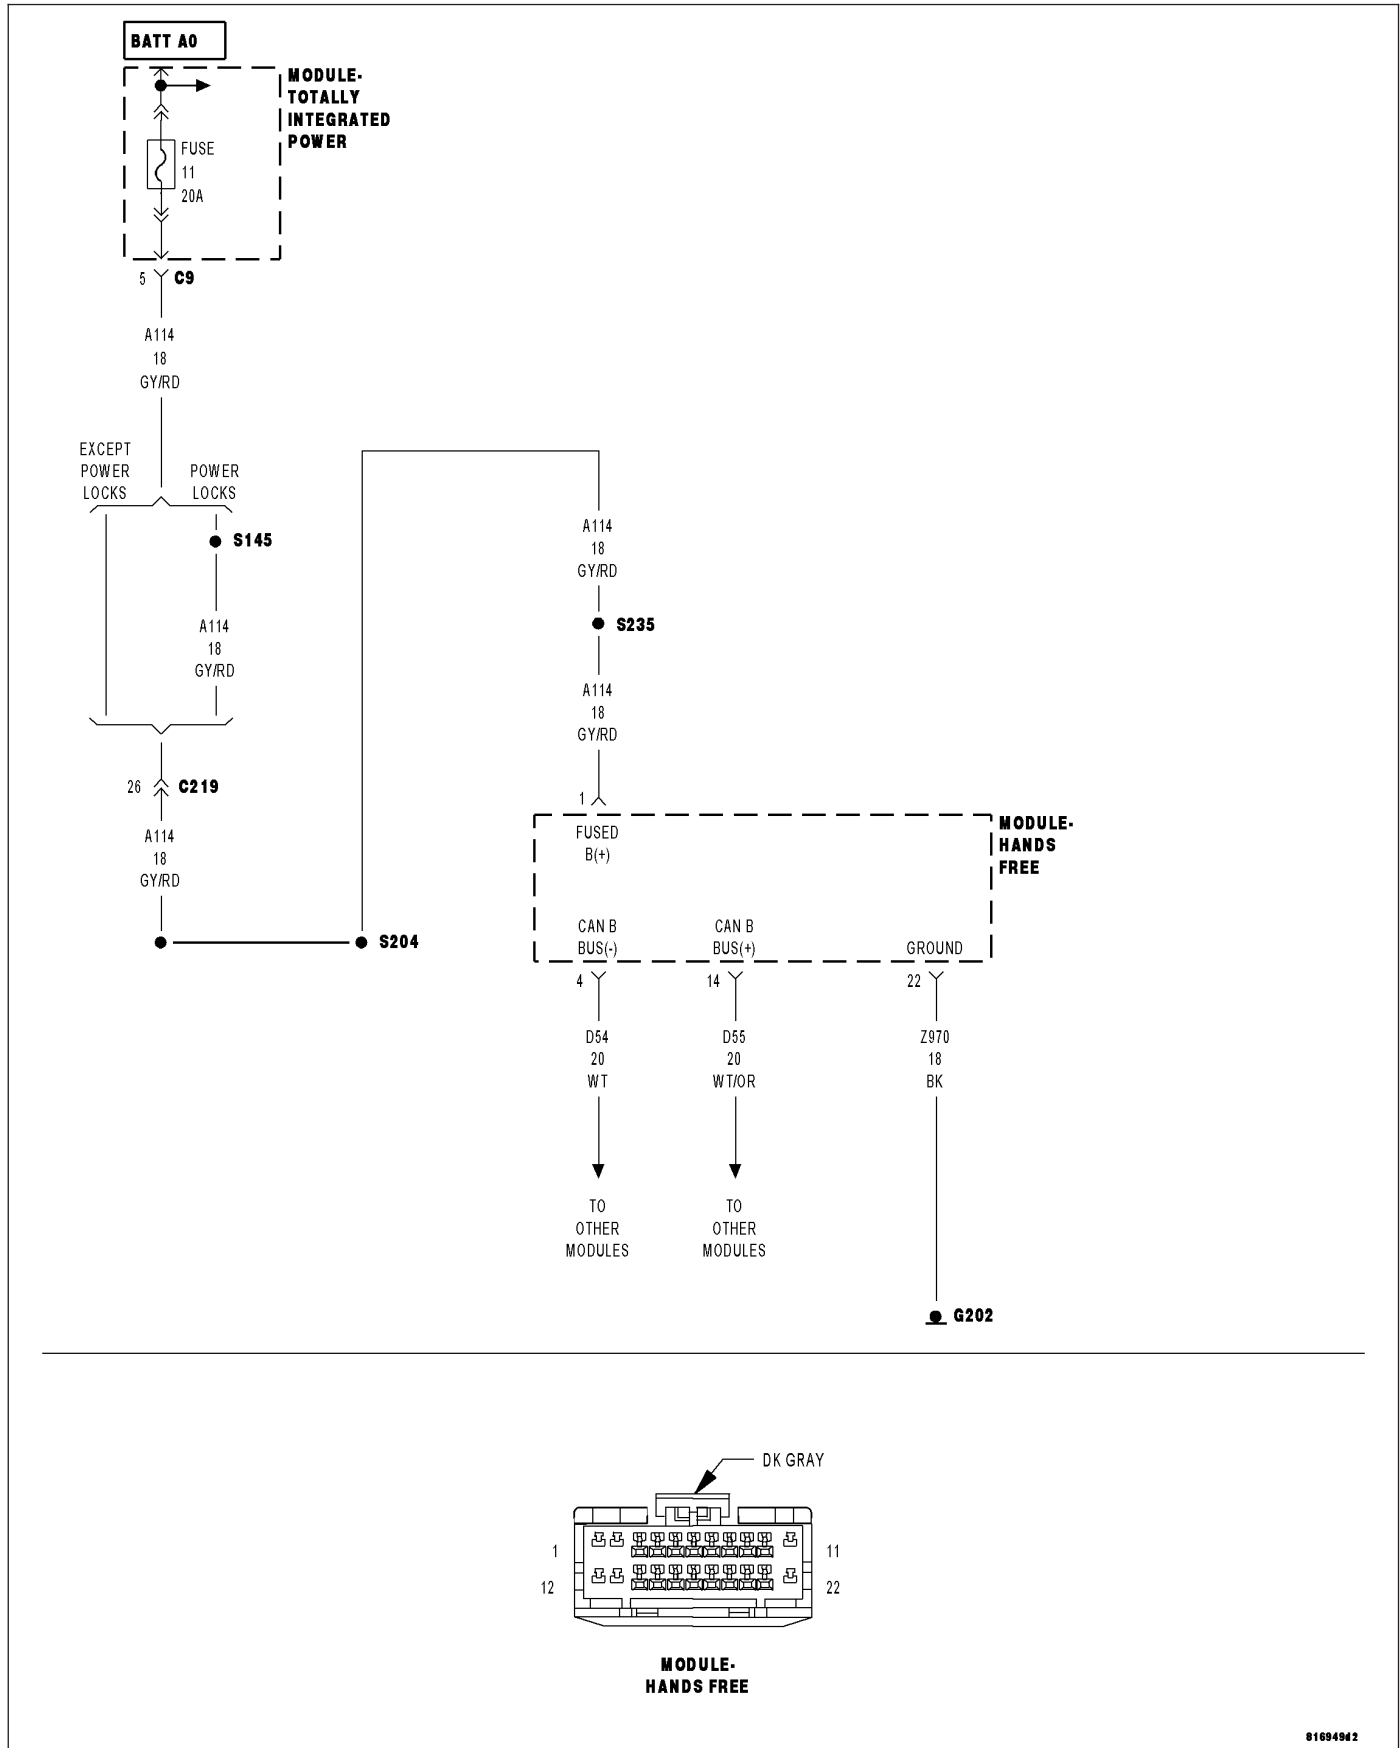 BATT A0
MODULE-
TOTALLY
INTEGRATED
POWER
FUSE
11
20A
5 C9
A114
18
GY/RD
EXCEPT
POWER
LOCKS
POWER
LOCKS
S145
A114
18
GY/RD
26 C219
A114
18
GY/RD
S204
A114
18
GY/RD
S235
A114
18
GY/RD
1
FUSED
B(+)
MODULE-
HANDS
FREE
CAN B
BUS(-)
CAN B
BUS(+)
GROUND
4
14
22
D54
20
WT
D55
20
WT/OR
Z970
18
BK
TO
OTHER
MODULES
TO
OTHER
MODULES
G202
DK GRAY
1
11
12
22
MODULE-
HANDS FREE
816949d2